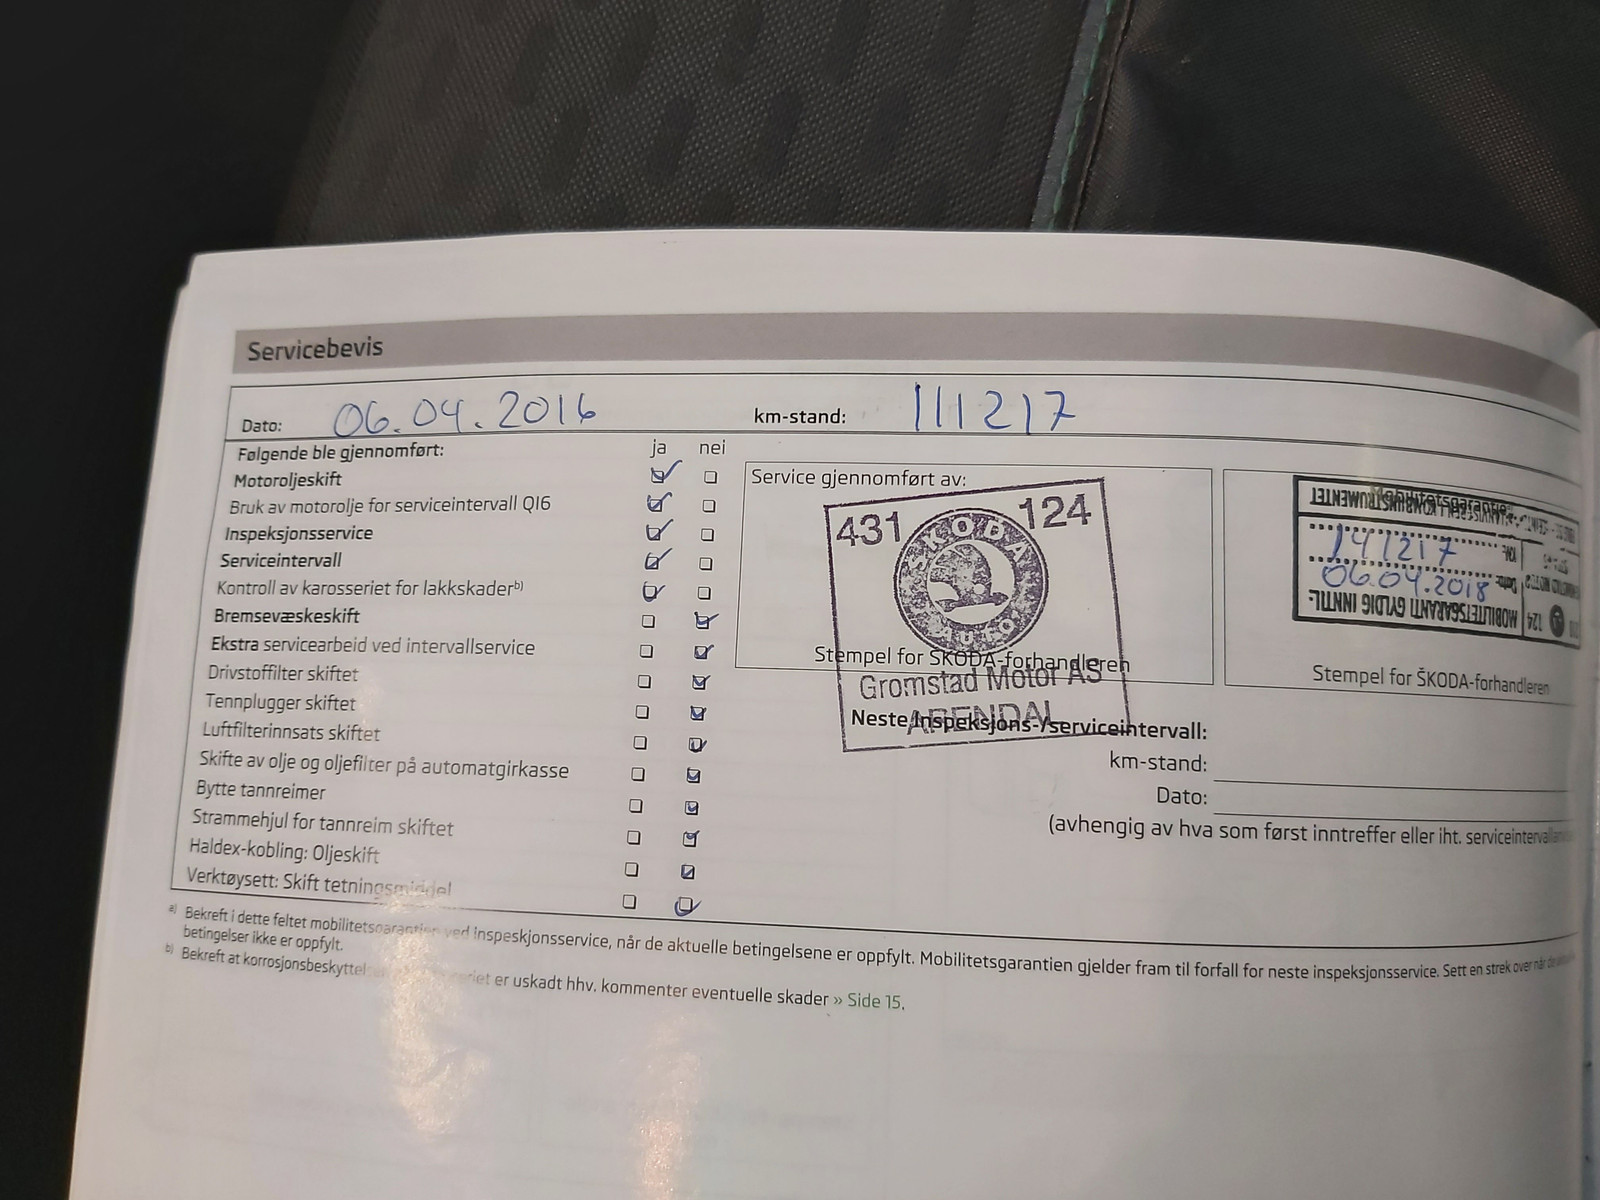 Servicebevis
Dato: 06.04.2016 km-stand: 111217
Følgende ble gjennomført: ja nei
Motoroljeskift
Bruk av motorolje for serviceintervall QI6
Inspeksjonsservice
Serviceintervall
Kontroll av karosseriet for lakkskader b)
Bremsevæskeskift
Ekstra servicearbeid ved intervallservice
Drivstoffilter skiftet
Tennplugger skiftet
Luftfilterinnsats skiftet
Skifte av olje og oljefilter på automatgirkasse
Bytte tannreimer
Strammehjul for tannreim skiftet
Haldex-kobling: Oljeskift
Verktøysett: Skift tetningsmiddel
Service gjennomført av:
431 124
SKODA
AUTO
Stempel for ŠKODA-forhandleren
Gromstad Motor AS
ARENDAL
Mobilitetsgaranti
MOBILITETSGARANTI GYLDIG INNTIL:
124
Dato: 06.04.2018
KM: 141217
Stempel for ŠKODA-forhandleren
Neste inspeksjons-/serviceintervall:
km-stand:
Dato:
(avhengig av hva som først inntreffer eller iht.
a) Bekreft i dette feltet mobilitetsgarantien ved inspeskjonsservice, når de aktuelle betingelsene er oppfylt. Mobilitetsgarantien gjelder fram til forfall for neste inspeksjonsservice. Sett en strek over når de
betingelser ikke er oppfylt.
b) Bekreft at er uskadt hhv. kommenter eventuelle skader » Side 15.